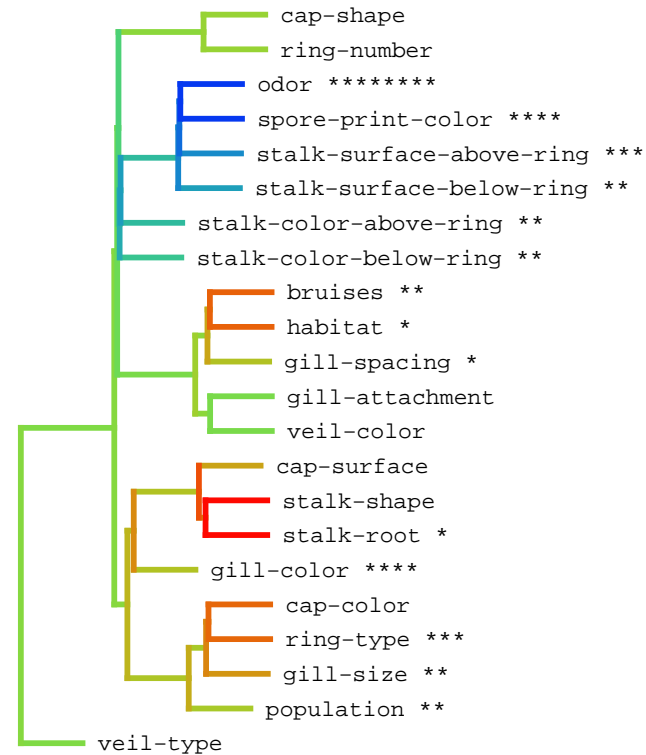 cap-shape
ring-number
odor ********
spore-print-color ****
stalk-surface-above-ring ***
stalk-surface-below-ring **
stalk-color-above-ring **
stalk-color-below-ring **
bruises **
habitat *
gill-spacing *
gill-attachment
veil-color
cap-surface
stalk-shape
stalk-root *
gill-color ****
cap-color
ring-type ***
gill-size **
population **
veil-type